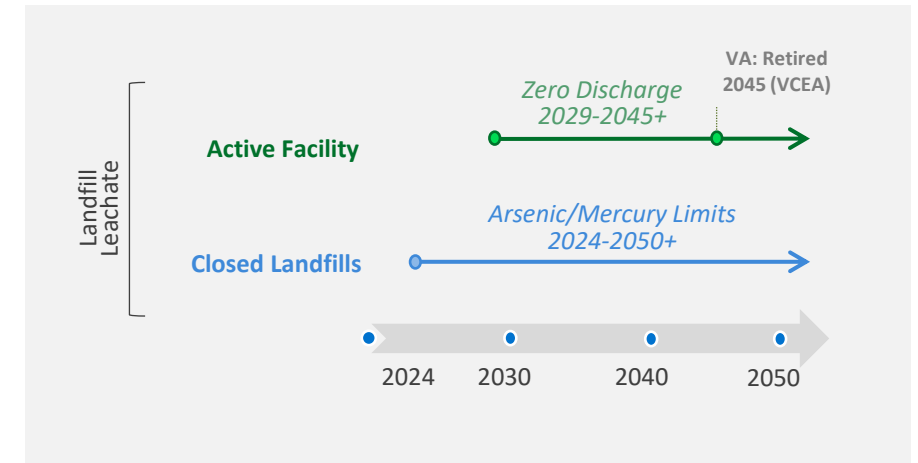 VA: Retired
2045 (VCEA)
Zero Discharge
2029-2045+
Active Facility
Landfill
Leachate
Arsenic/Mercury Limits
2024-2050+
Closed Landfills
2024 2030 2040 2050